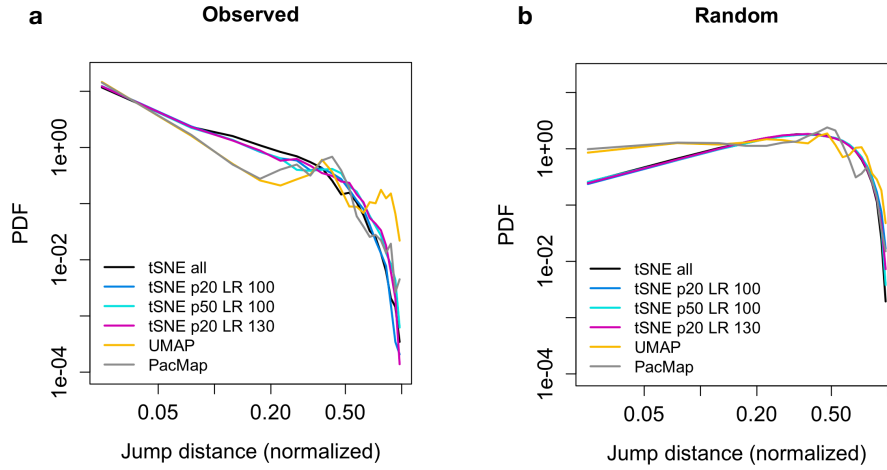 a
Observed
PDF
1e+00
1e-02
1e-04
tSNE all
tSNE p20 LR 100
tSNE p50 LR 100
tSNE p20 LR 130
UMAP
PacMap
0.05
0.20
0.50
Jump distance (normalized)
b
Random
PDF
1e+00
1e-02
1e-04
tSNE all
tSNE p20 LR 100
tSNE p50 LR 100
tSNE p20 LR 130
UMAP
PacMap
0.05
0.20
0.50
Jump distance (normalized)